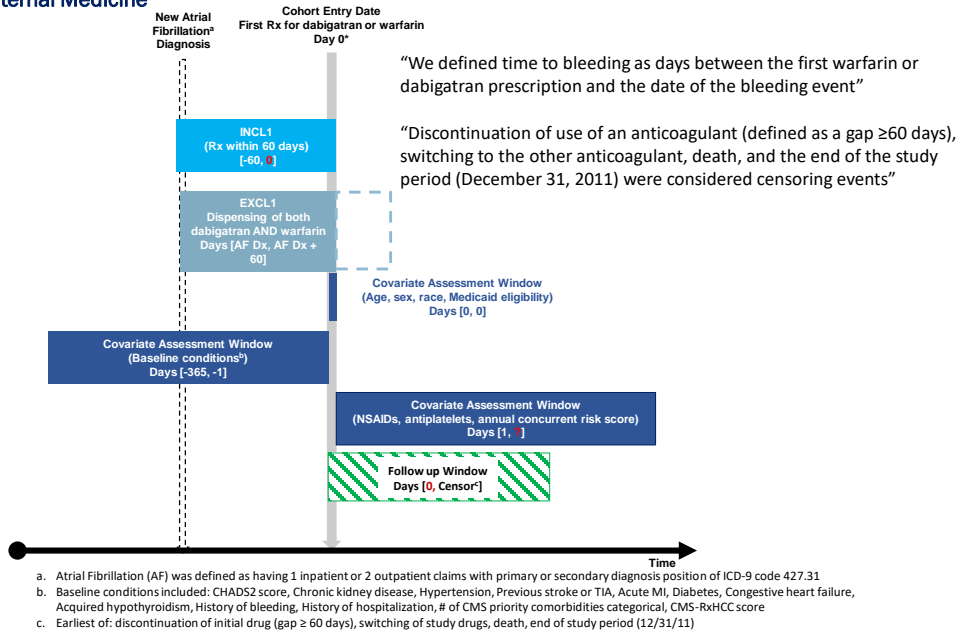 ternal Medicine
New Atrial
Fibrillationᵃ
Diagnosis
Cohort Entry Date
First Rx for dabigatran or warfarin
Day 0*
“We defined time to bleeding as days between the first warfarin or
dabigatran prescription and the date of the bleeding event”
“Discontinuation of use of an anticoagulant (defined as a gap ≥60 days),
switching to the other anticoagulant, death, and the end of the study
period (December 31, 2011) were considered censoring events”
INCL1
(Rx within 60 days)
[-60, 0]
EXCL1
Dispensing of both
dabigatran AND warfarin
Days [AF Dx, AF Dx +
60]
Covariate Assessment Window
(Age, sex, race, Medicaid eligibility)
Days [0, 0]
Covariate Assessment Window
(Baseline conditionsᵇ)
Days [-365, -1]
Covariate Assessment Window
(NSAIDs, antiplatelets, annual concurrent risk score)
Days [1, ]
Follow up Window
Days [0, Censorᶜ]
Time
a. Atrial Fibrillation (AF) was defined as having 1 inpatient or 2 outpatient claims with primary or secondary diagnosis position of ICD-9 code 427.31
b. Baseline conditions included: CHADS2 score, Chronic kidney disease, Hypertension, Previous stroke or TIA, Acute MI, Diabetes, Congestive heart failure,
Acquired hypothyroidism, History of bleeding, History of hospitalization, # of CMS priority comorbidities categorical, CMS-RxHCC score
c. Earliest of: discontinuation of initial drug (gap ≥ 60 days), switching of study drugs, death, end of study period (12/31/11)